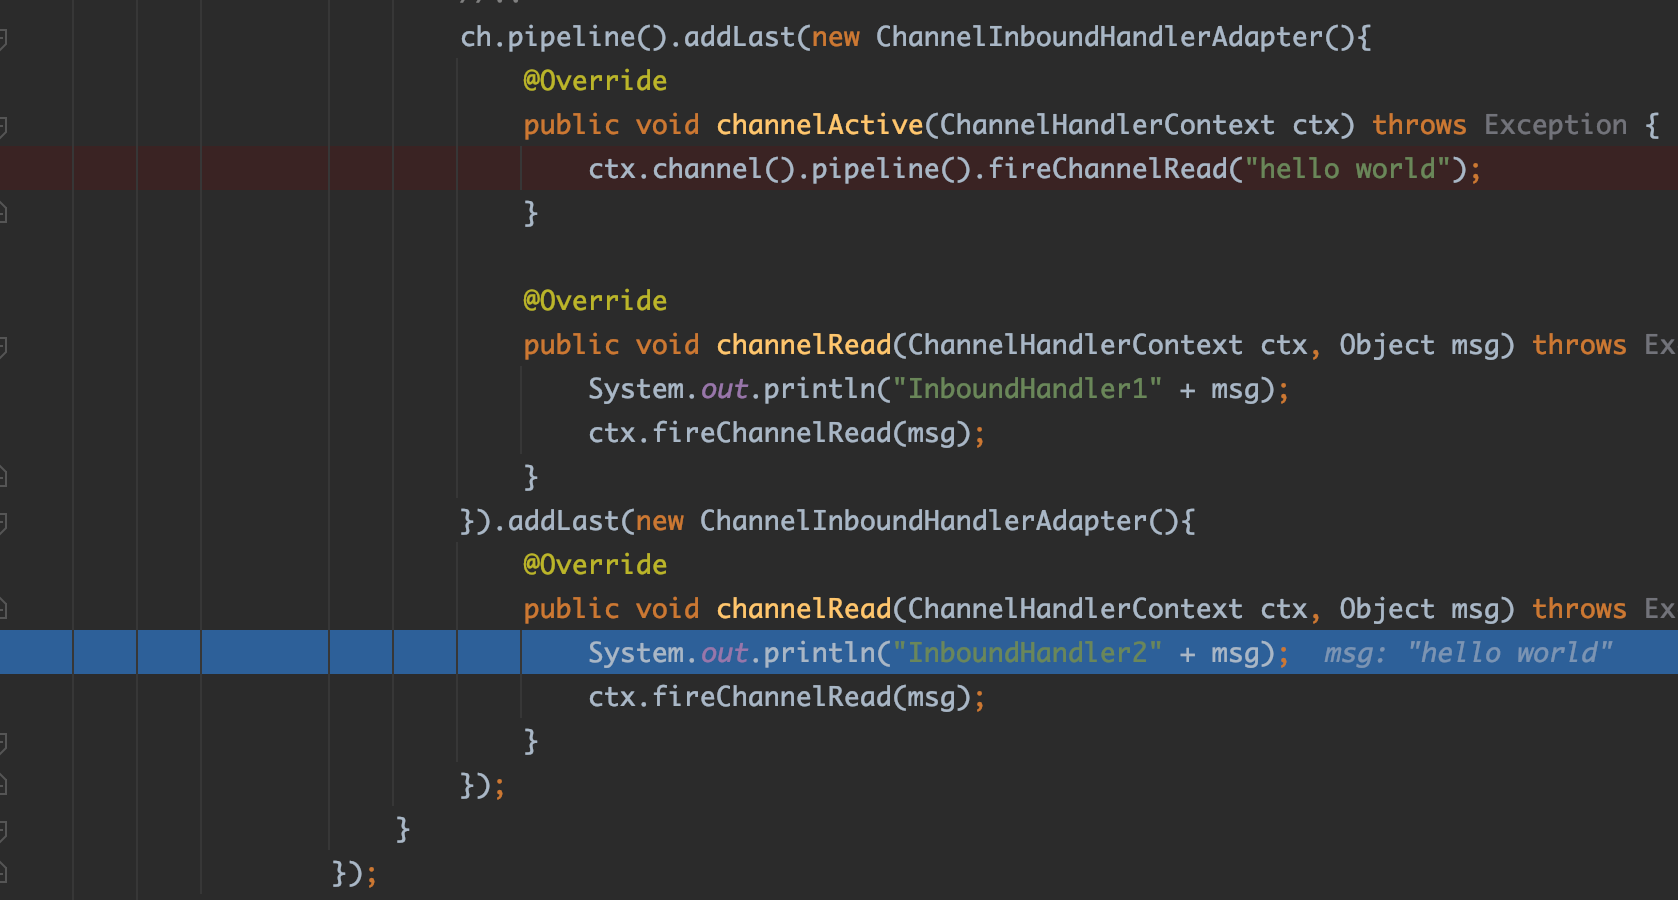 ch.pipeline().addLast(new ChannelInboundHandlerAdapter(){
@Override
public void channelActive(ChannelHandlerContext ctx) throws Exception {
ctx.channel().pipeline().fireChannelRead("hello world");
}
@Override
public void channelRead(ChannelHandlerContext ctx, Object msg) throws Ex
System.out.println("InboundHandler1" + msg);
ctx.fireChannelRead(msg);
}
}).addLast(new ChannelInboundHandlerAdapter(){
@Override
public void channelRead(ChannelHandlerContext ctx, Object msg) throws Ex
System.out.println("InboundHandler2" + msg); msg: "hello world"
ctx.fireChannelRead(msg);
}
});
}
});